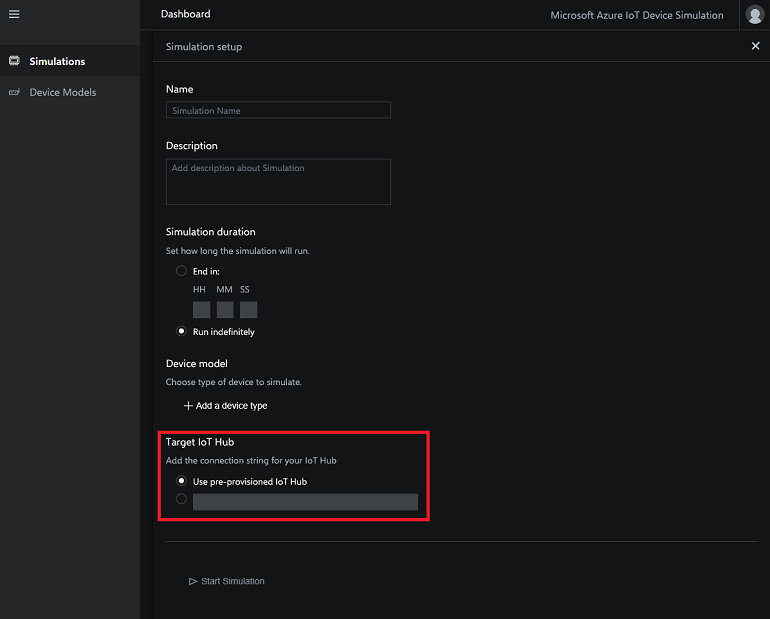 Dashboard
Microsoft Azure IoT Device Simulation
Simulations
Device Models
Simulation setup
Name
Simulation Name
Description
Add description about Simulation
Simulation duration
Set how long the simulation will run.
End in:
HH MM SS
Run indefinitely
Device model
Choose type of device to simulate.
Add a device type
Target IoT Hub
Add the connection string for your IoT Hub
Use pre-provisioned IoT Hub
Start Simulation